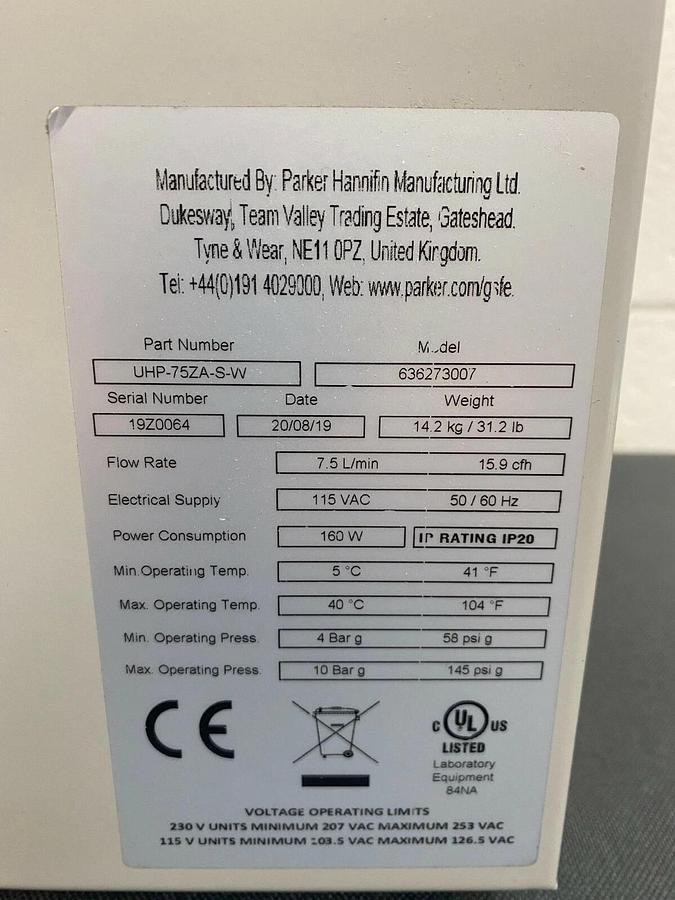 Manufactured By: Parker Hannifin Manufacturing Ltd.
Dukesway, Team Valley Trading Estate, Gateshead.
Tyne & Wear, NE11 0PZ, United Kingdom.
Tel: +44(0)191 4029000, Web: www.parker.com/gsfe.
Part Number Model
UHP-75ZA-S-W 636273007
Serial Number Date Weight
19Z0064 20/08/19 14.2 kg / 31.2 lb
Flow Rate 7.5 L/min 15.9 cfh
Electrical Supply 115 VAC 50 / 60 Hz
Power Consumption 160 W IP RATING IP20
Min.Operating Temp. 5 °C 41 °F
Max. Operating Temp. 40 °C 104 °F
Min. Operating Press. 4 Bar g 58 psi g
Max. Operating Press. 10 Bar g 145 psi g
CE
C UL US
LISTED
Laboratory
Equipment
84NA
VOLTAGE OPERATING LIMITS
230 V UNITS MINIMUM 207 VAC MAXIMUM 253 VAC
115 V UNITS MINIMUM 103.5 VAC MAXIMUM 126.5 VAC